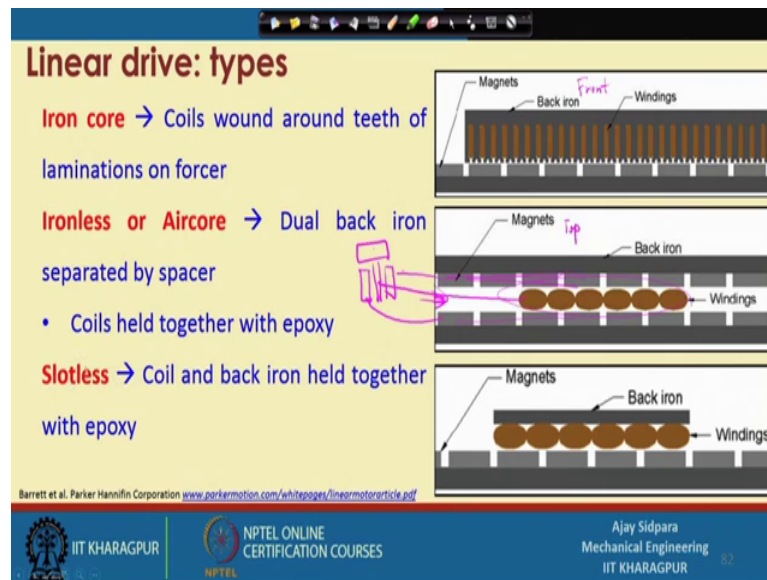 Linear drive: types
Iron core → Coils wound around teeth of
laminations on forcer
Ironless or Aircore → Dual back iron
separated by spacer
• Coils held together with epoxy
Slotless → Coil and back iron held together
with epoxy
Magnets
Front
Back iron
Windings
Magnets
Top
Back iron
Windings
Magnets
Back iron
Windings
Barrett et al. Parker Hannifin Corporation www.parkermotion.com/whitepages/linearmotorarticle.pdf
IIT KHARAGPUR
NPTEL
NPTEL ONLINE
CERTIFICATION COURSES
Ajay Sidpara
Mechanical Engineering
IIT KHARAGPUR
82